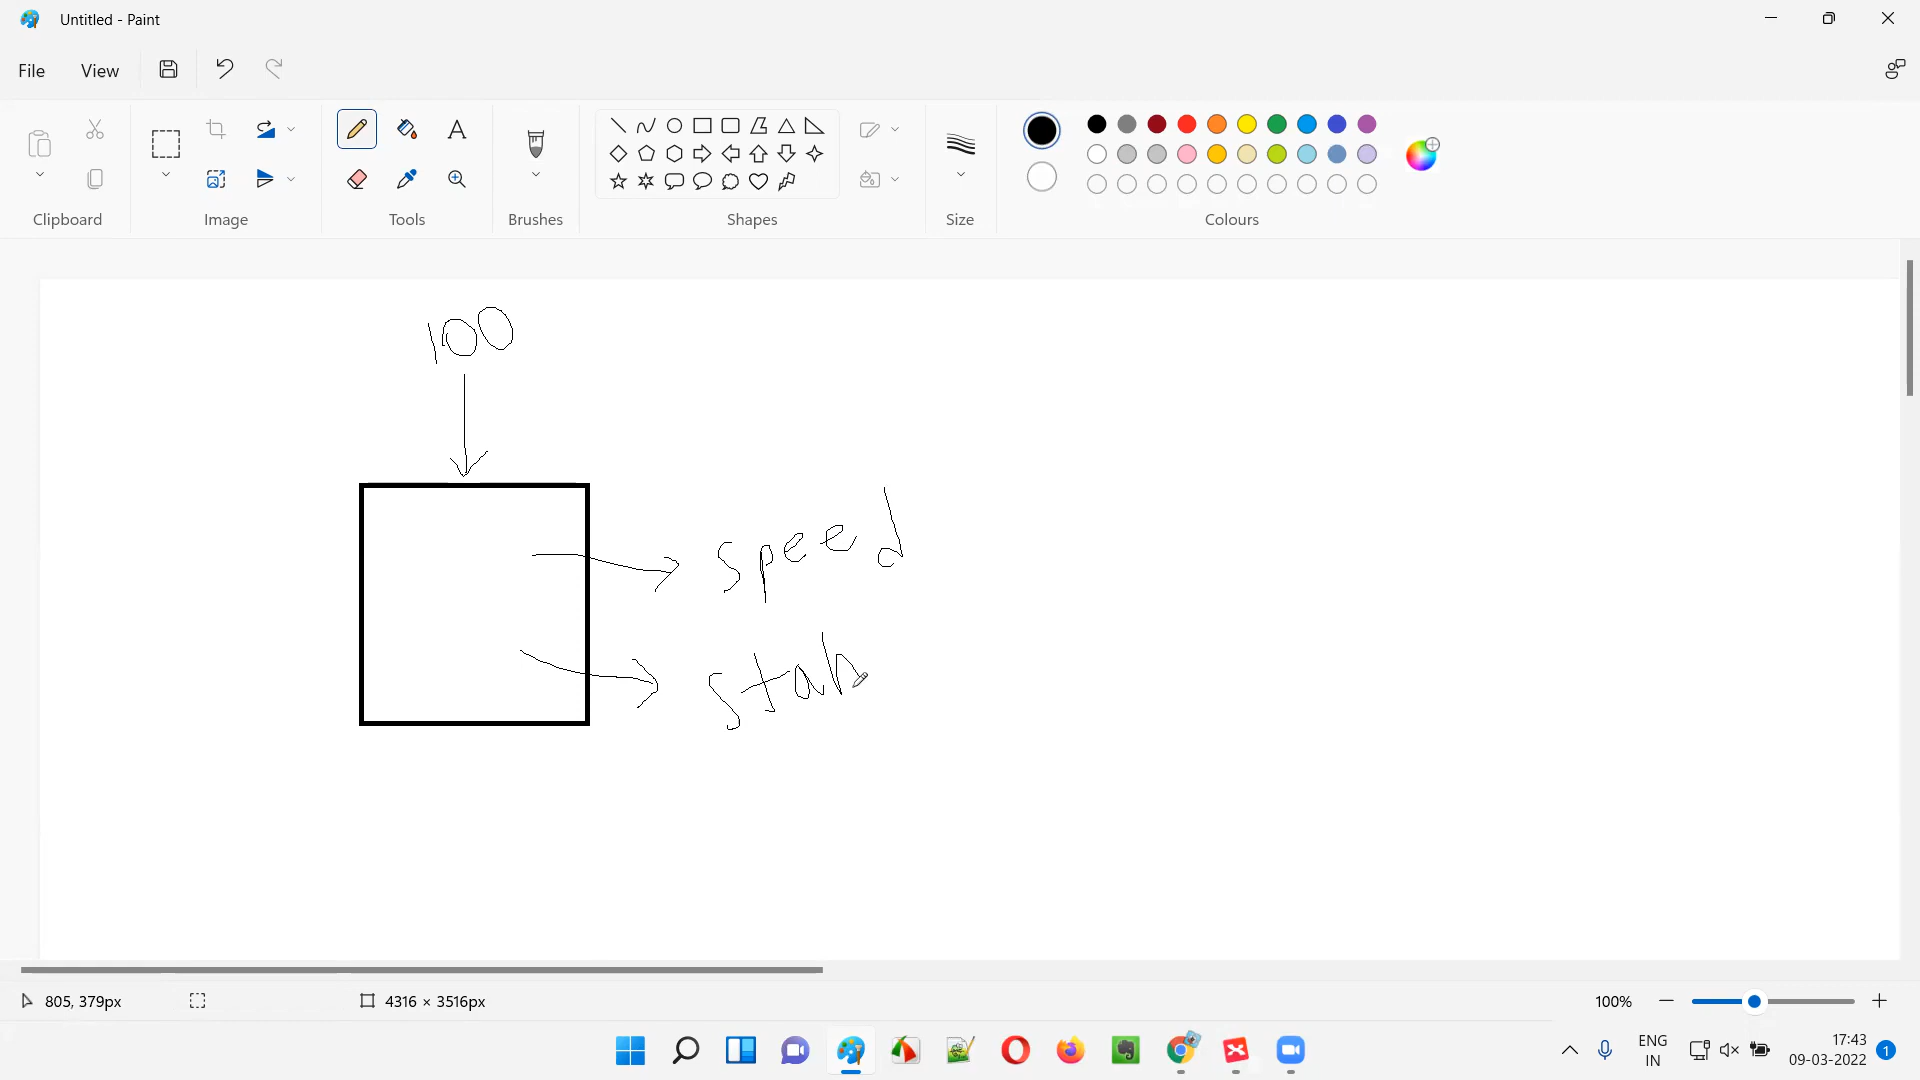 Untitled - Paint
File
View
Clipboard
Image
Tools
Brushes
Shapes
Size
Colours
100
speed
stab
805, 379px
4316 × 3516px
100%
ENG
IN
17:43
09-03-2022
1